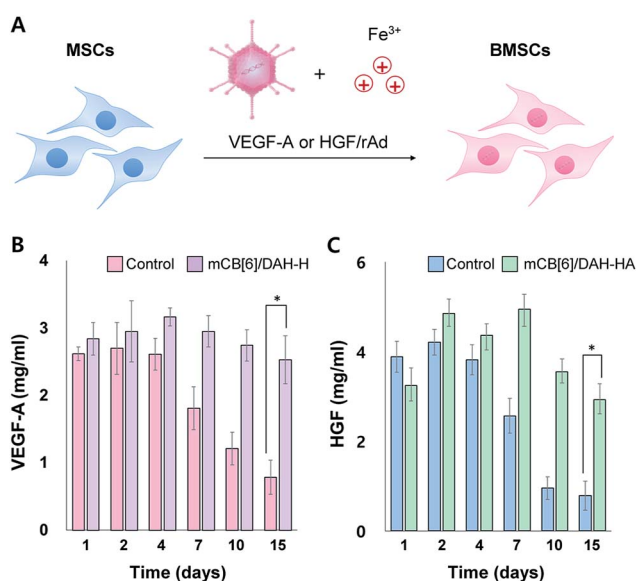 A
MSCs
Fe³⁺
BMSCs
+
+ + +
VEGF-A or HGF/rAd
B
Control mCB[6]/DAH-H
VEGF-A (mg/ml)
4
3
2
1
0
*
1 2 4 7 10 15
Time (days)
C
Control mCB[6]/DAH-HA
HGF (mg/ml)
6
4
2
0
*
1 2 4 7 10 15
Time (days)